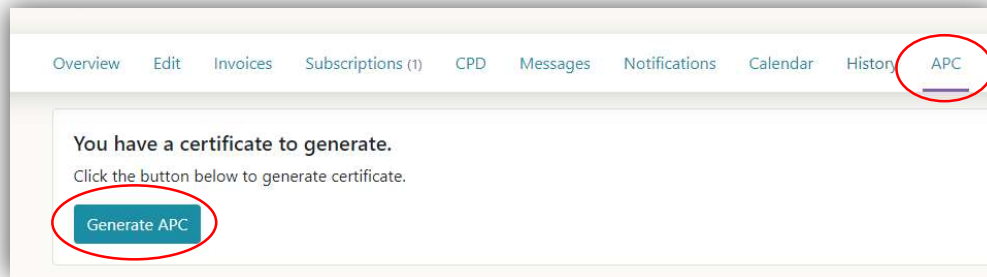 Overview Edit Invoices Subscriptions (1) CPD Messages Notifications Calendar History APC
You have a certificate to generate.
Click the button below to generate certificate.
Generate APC